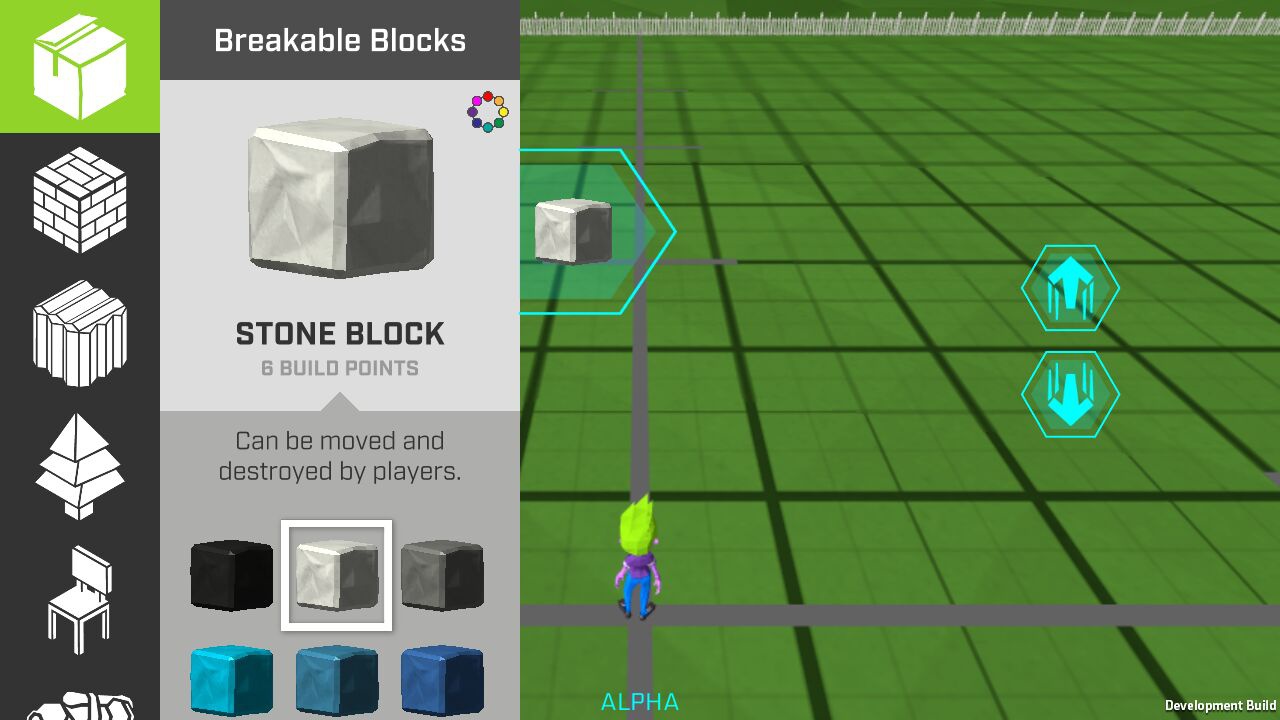 Breakable Blocks
STONE BLOCK
6 BUILD POINTS
Can be moved and
destroyed by players.
ALPHA
Development Build